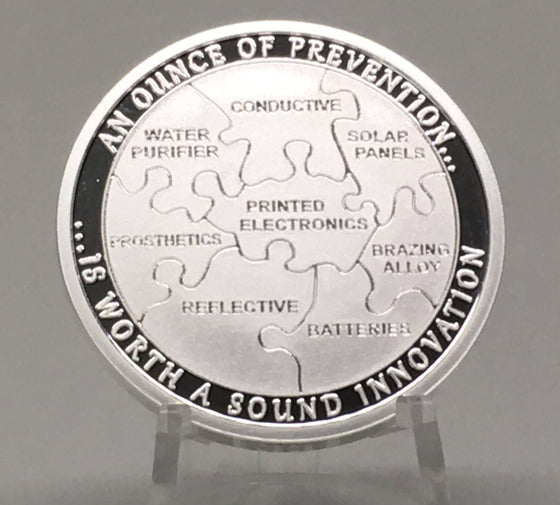 AN OUNCE OF PREVENTION...
CONDUCTIVE
WATER
PURIFIER
SOLAR
PANELS
PRINTED
ELECTRONICS
PROSTHETICS
BRAZING
ALLOY
REFLECTIVE
BATTERIES
...IS WORTH A SOUND INNOVATION